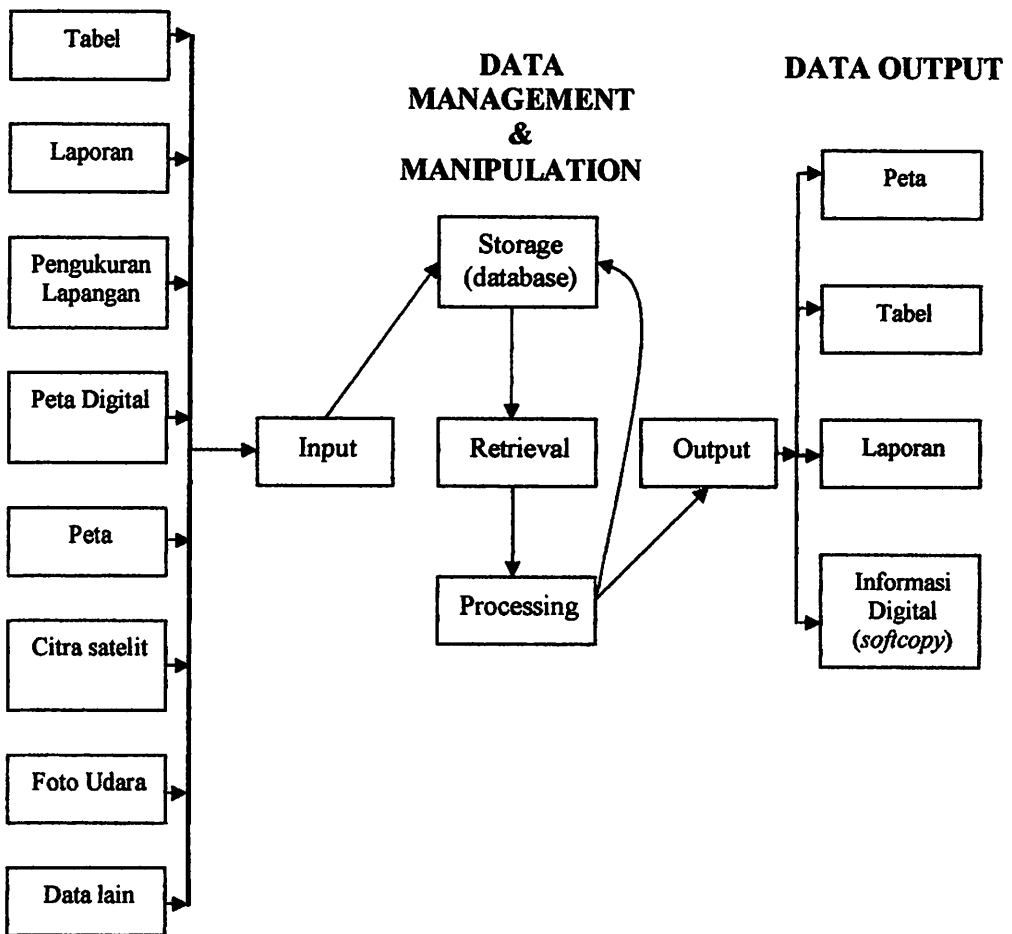 Tabel
Laporan
Pengukuran
Lapangan
Peta Digital
Peta
Citra satelit
Foto Udara
Data lain
Input
DATA
MANAGEMENT
&
MANIPULATION
Storage
(database)
Retrieval
Processing
Output
DATA OUTPUT
Peta
Tabel
Laporan
Informasi
Digital
(softcopy)